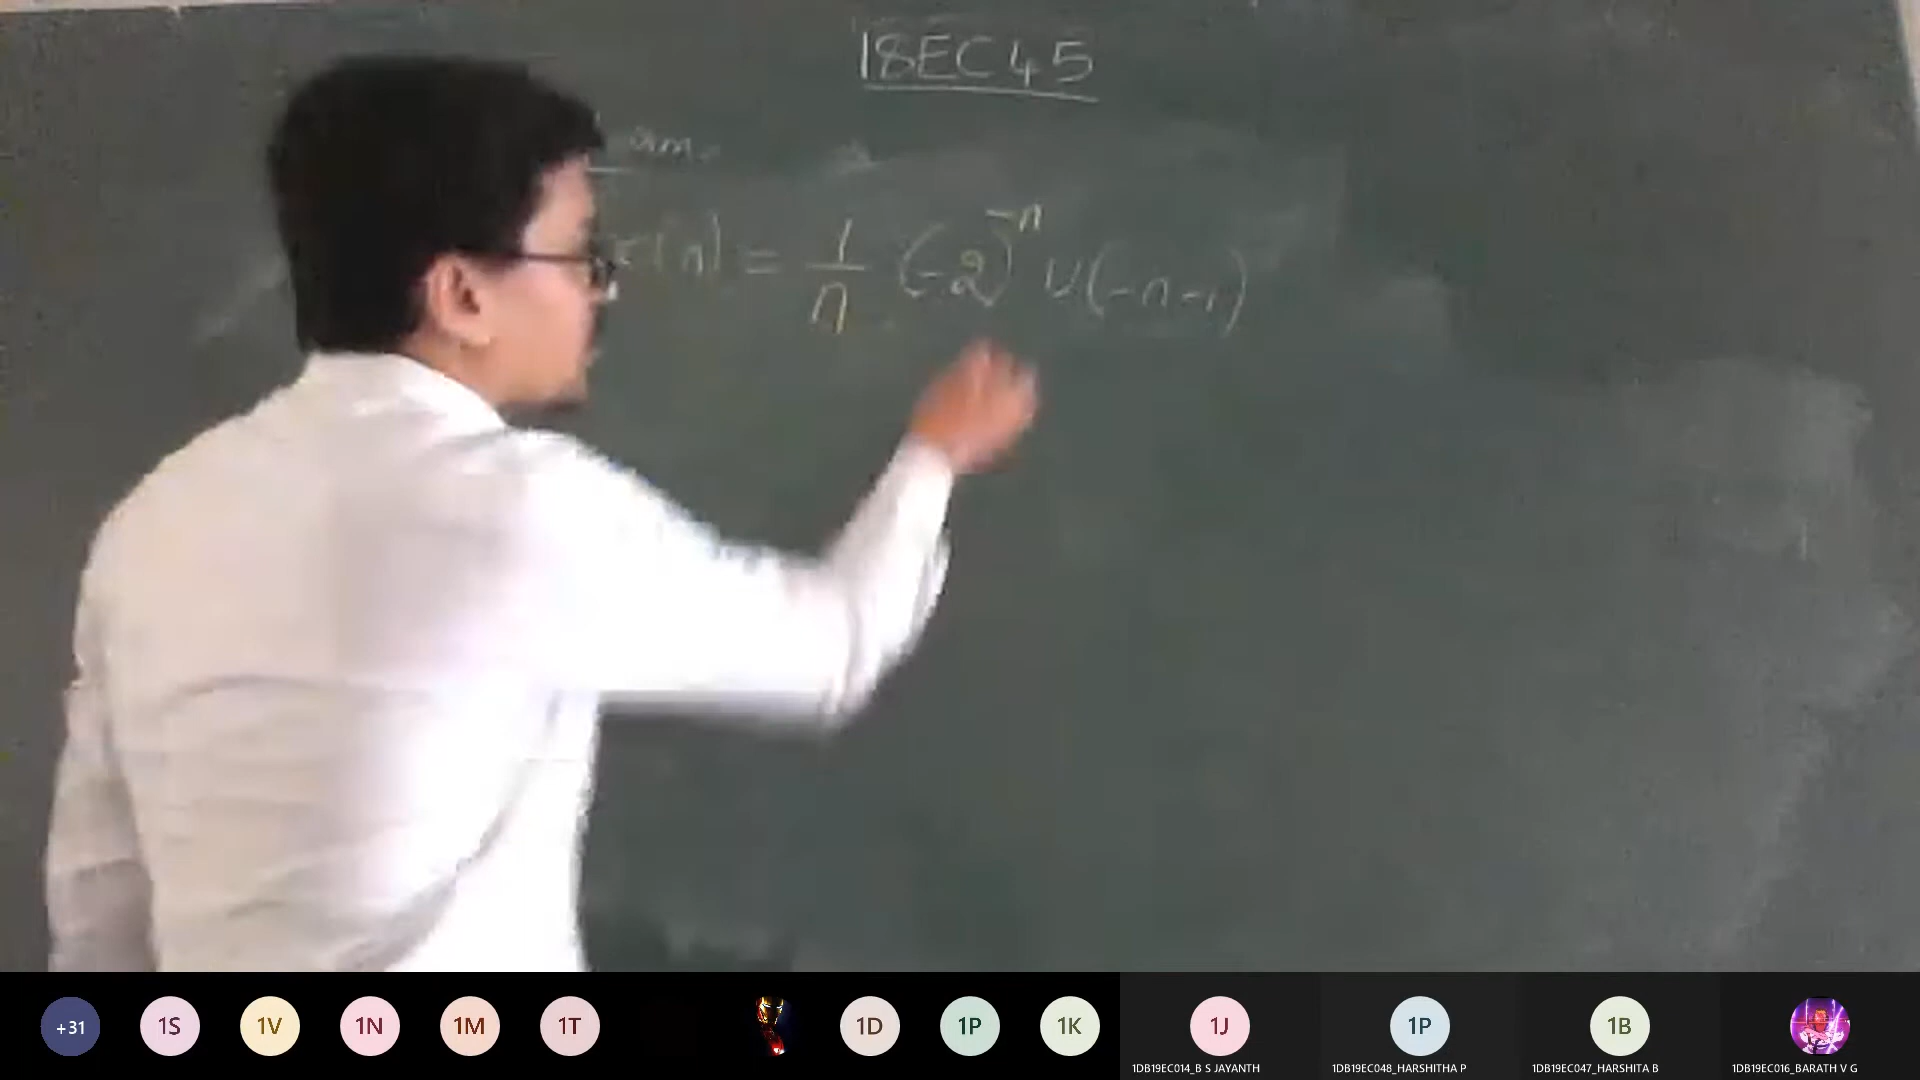 18EC45
x(n) = 1/n (-2)^-n u(-n-1)
+31 1S 1V 1N 1M 1T 1D 1P 1K 1J 1P 1B
1DB19EC014_B S JAYANTH 1DB19EC048_HARSHITHA P 1DB19EC047_HARSHITA B 1DB19EC016_BARATH V G